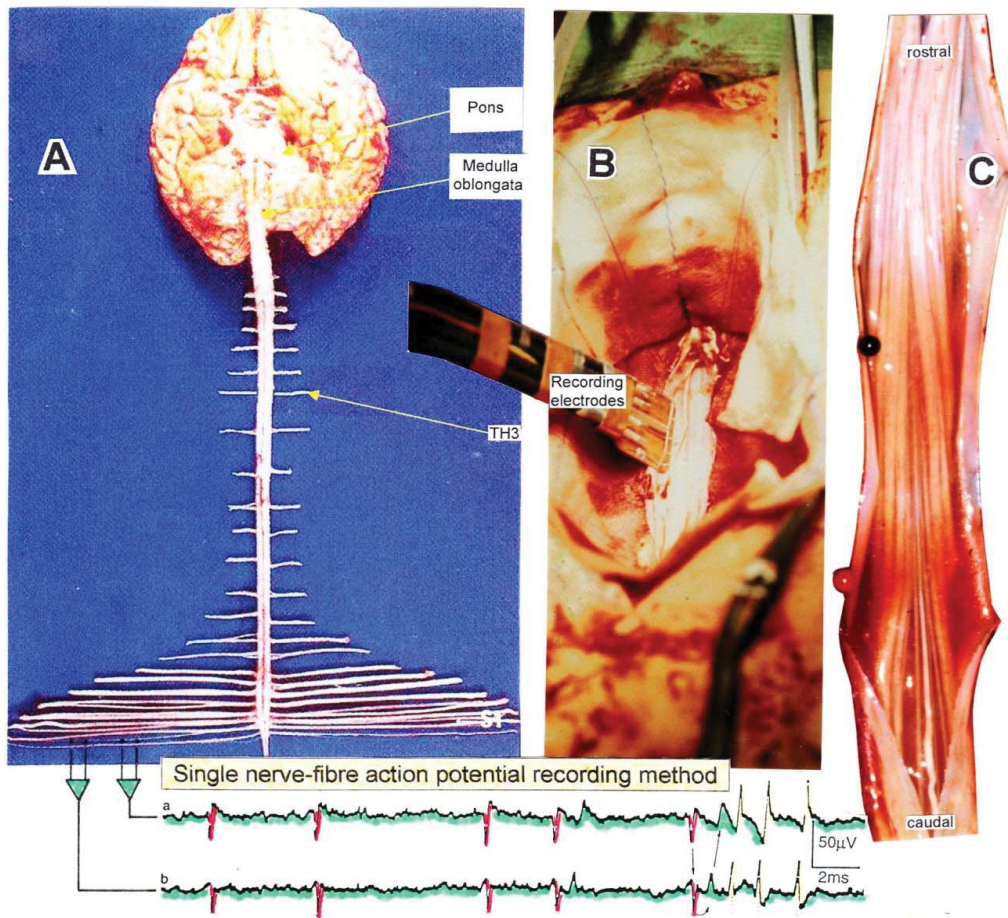 A
Pons
Medulla
oblongata
TH3
S1
B
Recording
electrodes
rostral
C
caudal
Single nerve-fibre action potential recording method
a
b
50µV
2ms